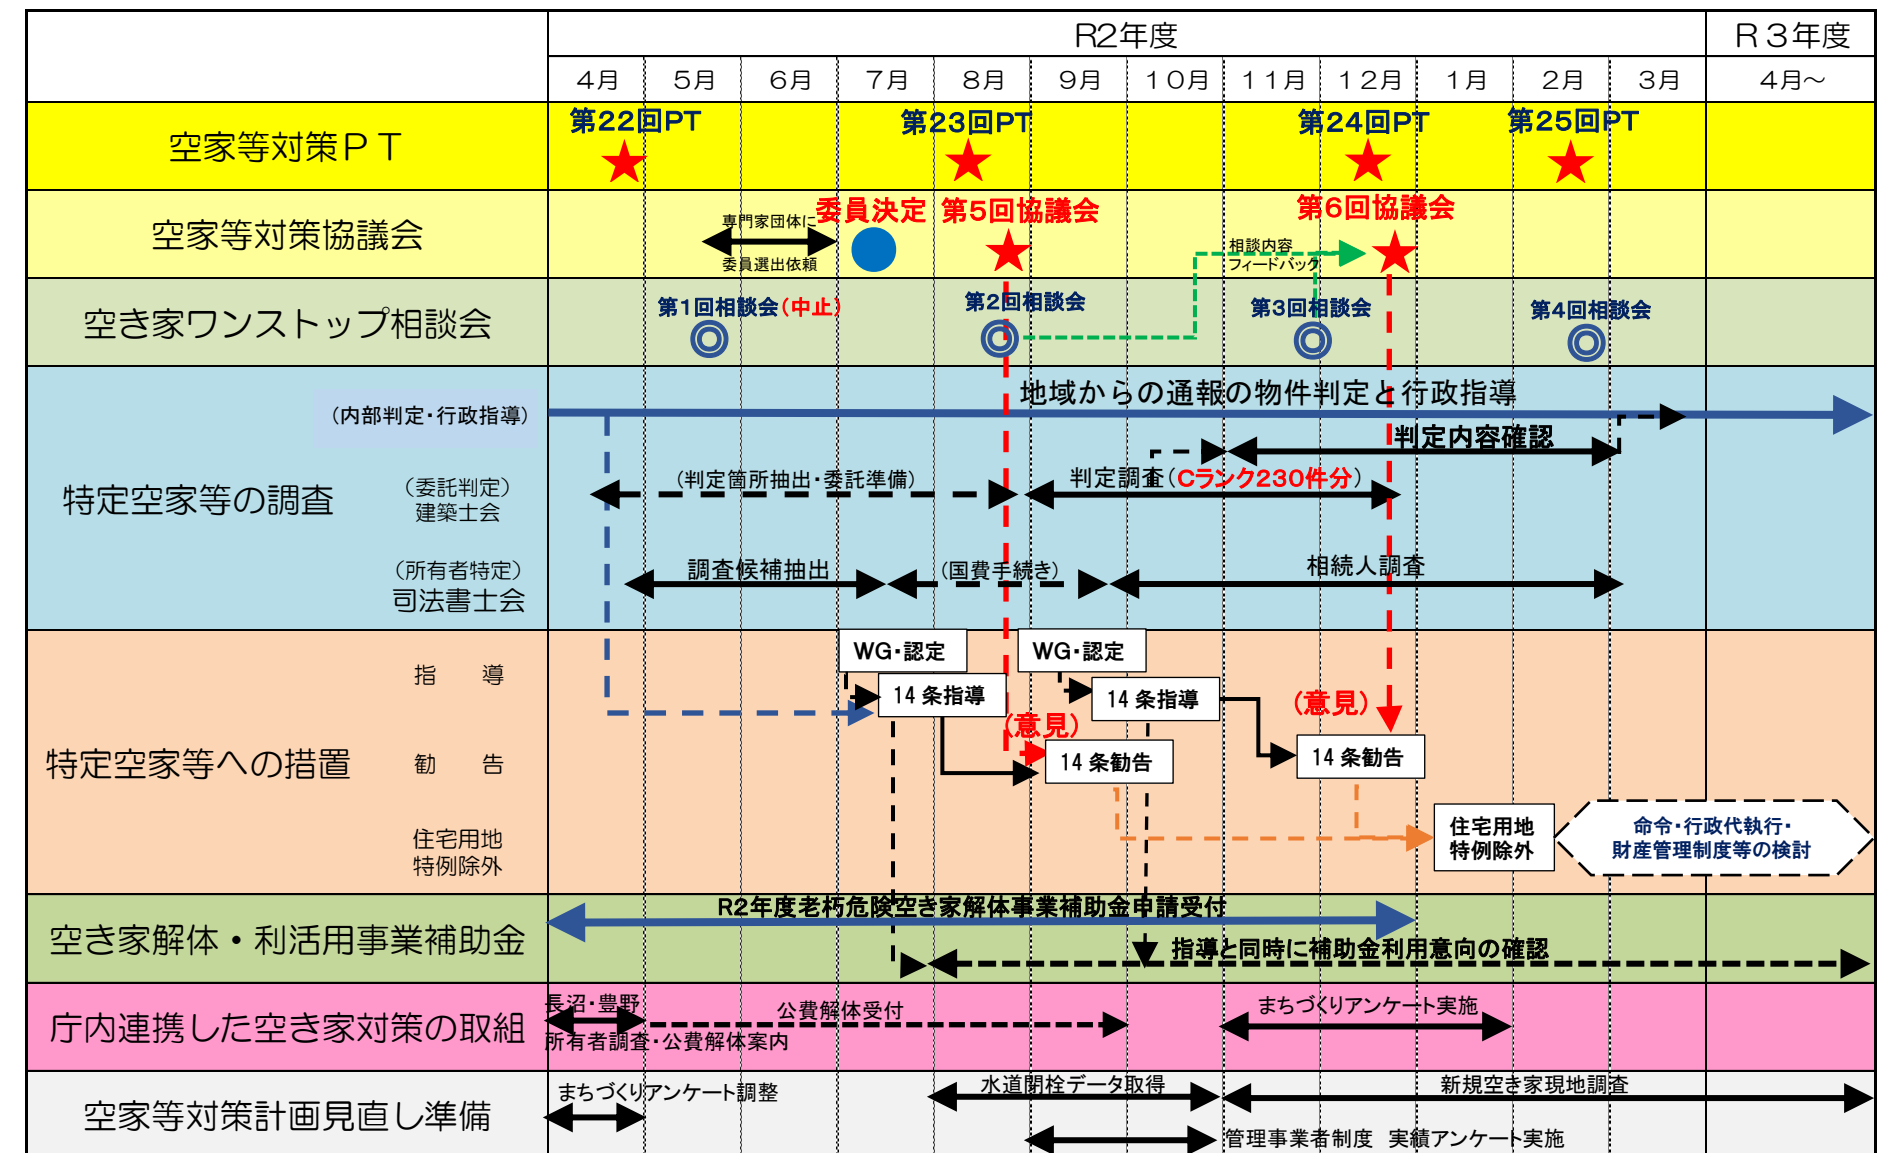 R2年度
R３年度
4月
5月
6月
7月
8月
9月
10月
11月
12月
1月
2月
3月
4月～
空家等対策ＰＴ
第22回PT
第23回PT
第24回PT
第25回PT
空家等対策協議会
専門家団体に
委員選出依頼
委員決定
第5回協議会
第6回協議会
相談内容
フィードバック
空き家ワンストップ相談会
第1回相談会(中止)
第2回相談会
第3回相談会
第4回相談会
特定空家等の調査
(内部判定・行政指導)
地域からの通報の物件判定と行政指導
判定内容確認
(委託判定)
建築士会
(判定箇所抽出・委託準備)
判定調査(Cランク230件分)
(所有者特定)
司法書士会
調査候補抽出
(国費手続き)
相続人調査
特定空家等への措置
指　導
勧　告
住宅用地
特例除外
WG・認定
14 条指導
WG・認定
14 条指導
(意見)
14 条勧告
(意見)
14 条勧告
住宅用地
特例除外
命令・行政代執行・
財産管理制度等の検討
空き家解体・利活用事業補助金
R2年度老朽危険空き家解体事業補助金申請受付
指導と同時に補助金利用意向の確認
庁内連携した空き家対策の取組
長沼・豊野
所有者調査・公費解体案内
公費解体受付
まちづくりアンケート実施
空家等対策計画見直し準備
まちづくりアンケート調整
水道閉栓データ取得
新規空き家現地調査
管理事業者制度　実績アンケート実施